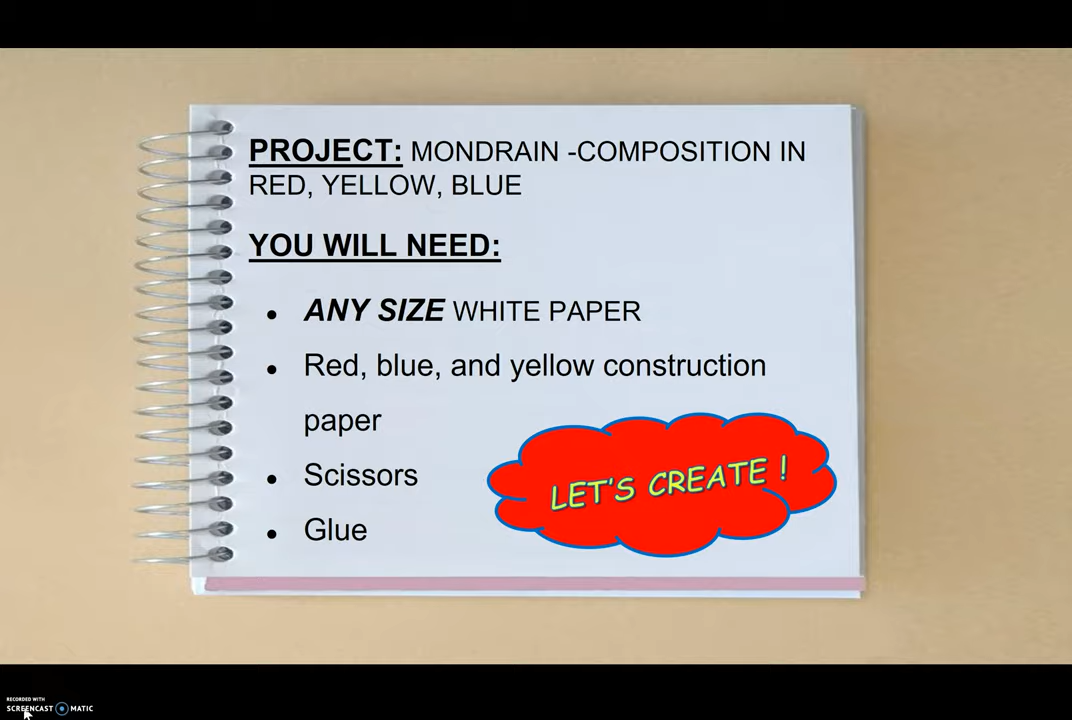 PROJECT: MONDRAIN -COMPOSITION IN
RED, YELLOW, BLUE
YOU WILL NEED:
ANY SIZE WHITE PAPER
Red, blue, and yellow construction
paper
Scissors
Glue
LET'S CREATE !
RECORDED WITH
SCREENCAST MATIC